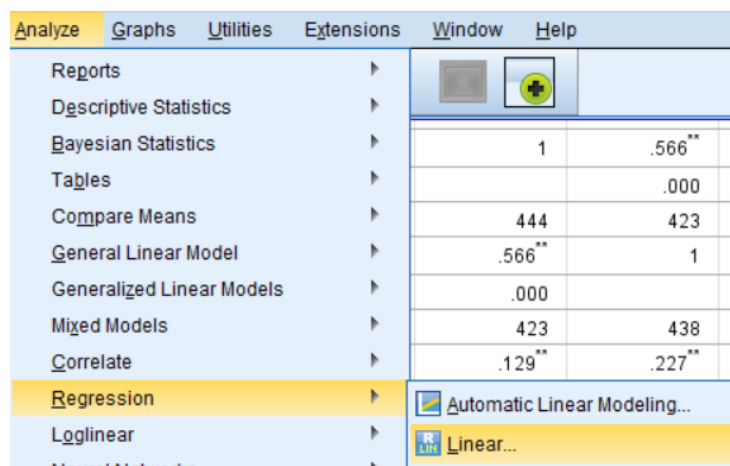 Analyze Graphs Utilities Extensions Window Help
Reports
Descriptive Statistics
Bayesian Statistics
1 .566**
Tables
.000
Compare Means
444 423
General Linear Model
.566** 1
Generalized Linear Models
.000
Mixed Models
423 438
Correlate
.129** .227**
Regression
Automatic Linear Modeling...
Loglinear
R LIN Linear...